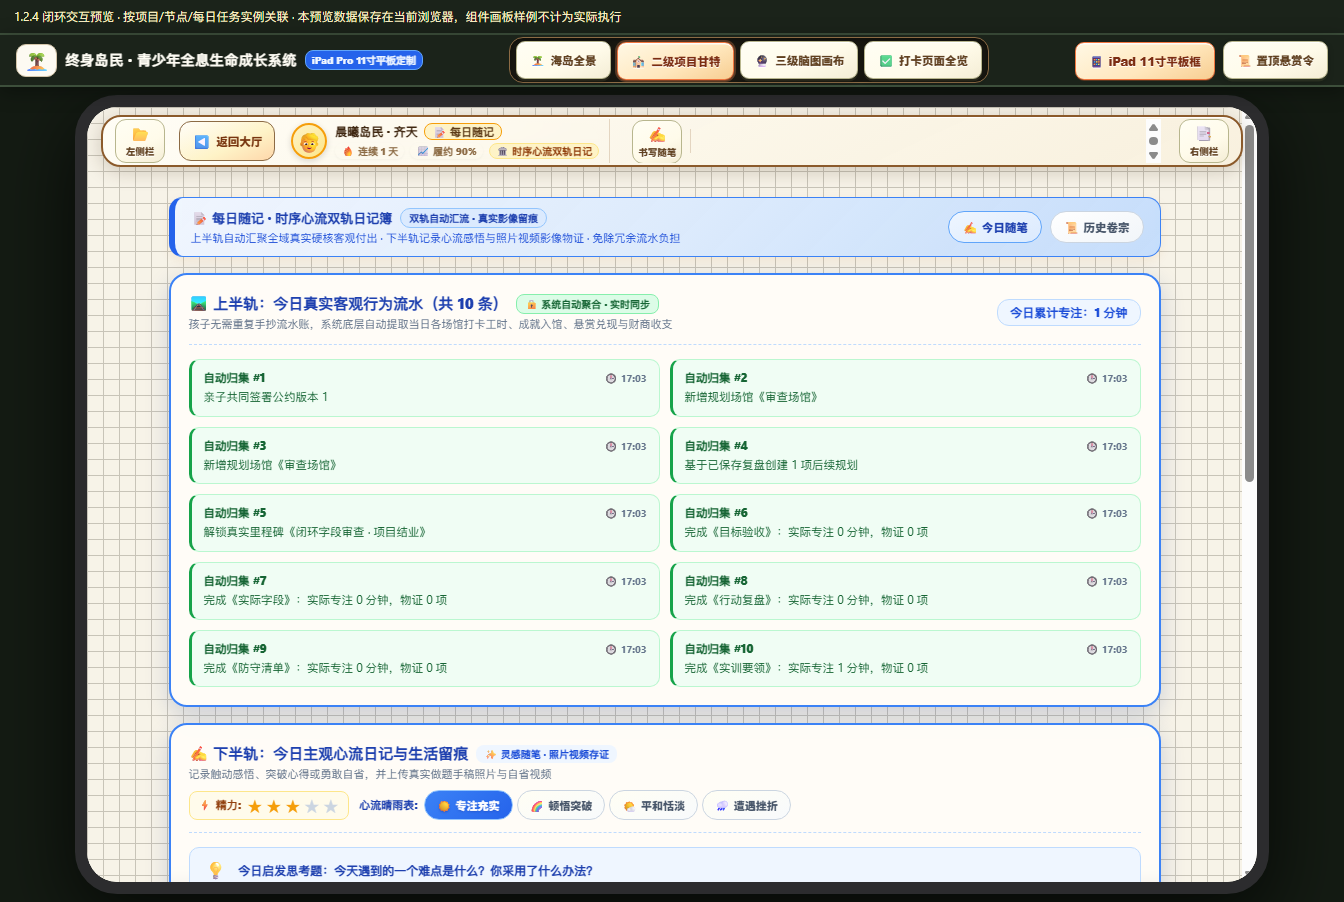 1.2.4 闭环交互预览 · 按项目/节点/每日任务实例关联 · 本预览数据保存在当前浏览器，组件画板样例不计为实际执行
终身岛民 · 青少年全息生命成长系统 iPad Pro 11寸平板定制 海岛全景 二级项目甘特 三级脑图画布 打卡页面全览 iPad 11寸平板框 置顶悬赏令
左侧栏 返回大厅 晨曦岛民 · 齐天 每日随记 书写随笔 右侧栏
连续 1 天 履约 90% 时序心流双轨日记
每日随记 · 时序心流双轨日记簿 双轨自动汇流 · 真实影像留痕 今日随笔 历史卷宗
上半轨自动汇聚全域真实硬核客观付出 · 下半轨记录心流感悟与照片视频影像物证 · 免除冗余流水负担
上半轨：今日真实客观行为流水（共 10 条） 系统自动聚合 · 实时同步
孩子无需重复手抄流水账，系统底层自动提取当日各场馆打卡工时、成就入馆、悬赏兑现与财商收支
今日累计专注：1 分钟
自动归集 #1 17:03
亲子共同签署公约版本 1
自动归集 #2 17:03
新增规划场馆《审查场馆》
自动归集 #3 17:03
新增规划场馆《审查场馆》
自动归集 #4 17:03
基于已保存复盘创建 1 项后续规划
自动归集 #5 17:03
解锁真实里程碑《闭环字段审查 · 项目结业》
自动归集 #6 17:03
完成《目标验收》：实际专注 0 分钟，物证 0 项
自动归集 #7 17:03
完成《实际字段》：实际专注 0 分钟，物证 0 项
自动归集 #8 17:03
完成《行动复盘》：实际专注 0 分钟，物证 0 项
自动归集 #9 17:03
完成《防守清单》：实际专注 0 分钟，物证 0 项
自动归集 #10 17:03
完成《实训要领》：实际专注 1 分钟，物证 0 项
下半轨：今日主观心流日记与生活留痕 灵感随笔 · 照片视频存证
记录触动感悟、突破心得或勇敢自省，并上传真实做题手稿照片与自省视频
精力: ★★★★★ 心流晴雨表: 专注充实 顿悟突破 平和恬淡 遭遇挫折
今日启发思考题：今天遇到的一个难点是什么？你采用了什么办法？